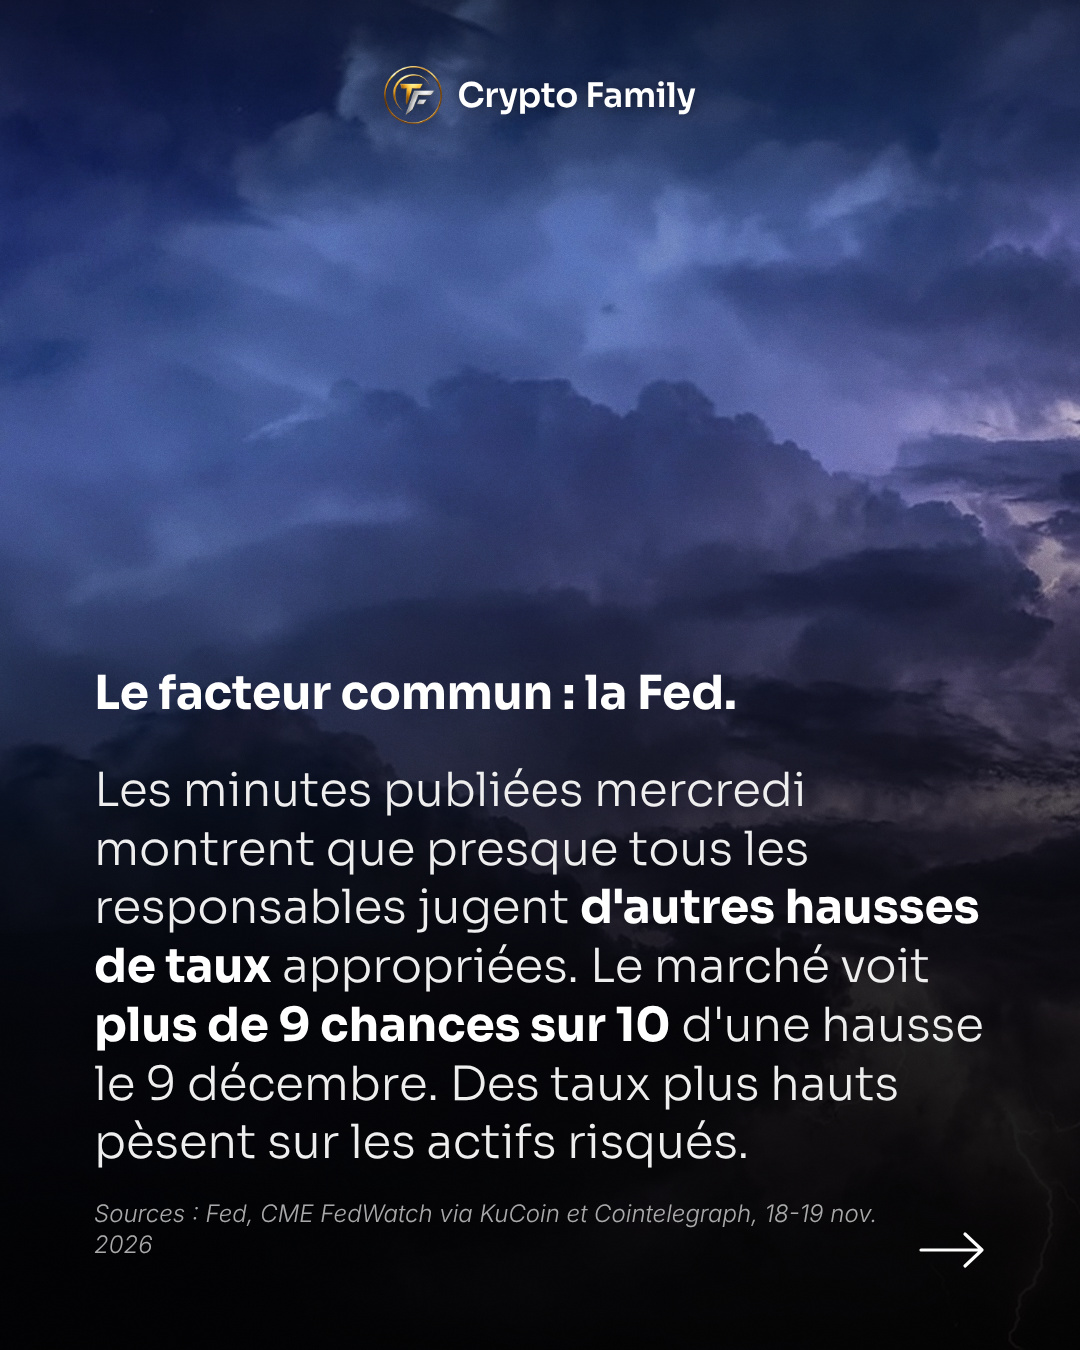 TF Crypto Family
Le facteur commun : la Fed.
Les minutes publiées mercredi
montrent que presque tous les
responsables jugent d'autres hausses
de taux appropriées. Le marché voit
plus de 9 chances sur 10 d'une hausse
le 9 décembre. Des taux plus hauts
pèsent sur les actifs risqués.
Sources : Fed, CME FedWatch via KuCoin et Cointelegraph, 18-19 nov.
2026